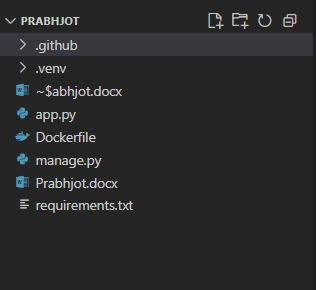 PRABHJOT
.github
.venv
~$abhjot.docx
app.py
Dockerfile
manage.py
Prabhjot.docx
requirements.txt